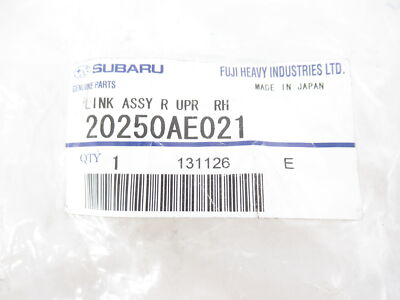 SUBARU FUJI HEAVY INDUSTRIES LTD.
GENUINE PARTS MADE IN JAPAN
LINK ASSY R UPR RH
20250AE021
QTY 1 131126 E